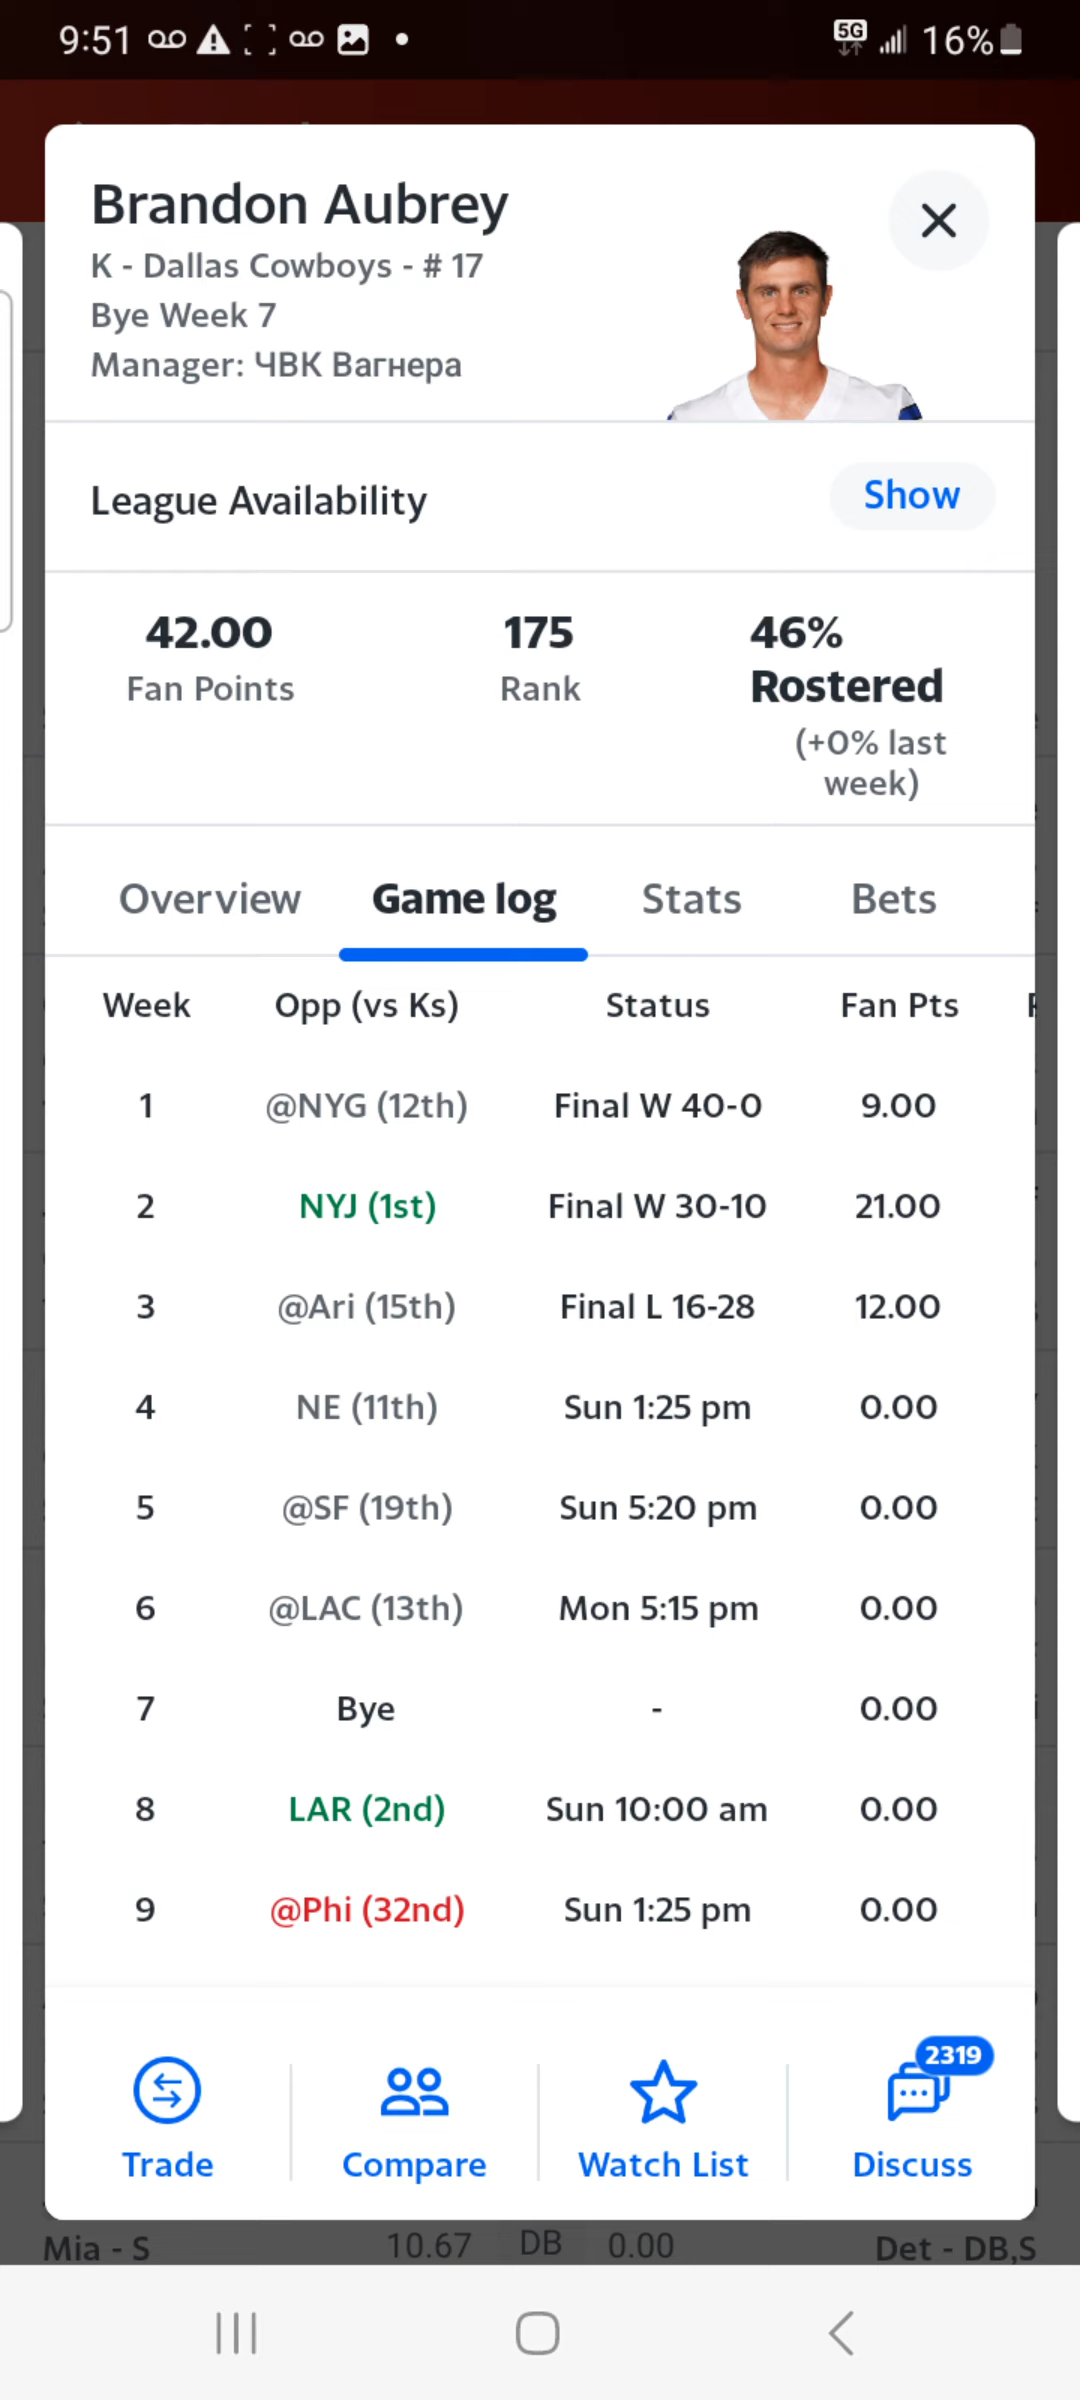 9:51
5G 16%
Brandon Aubrey
K - Dallas Cowboys - # 17
Bye Week 7
Manager: ЧВК Вагнера
League Availability Show
42.00 175 46% Rostered
Fan Points Rank (+0% last week)
Overview Game log Stats Bets
Week Opp (vs Ks) Status Fan Pts
1 @NYG (12th) Final W 40-0 9.00
2 NYJ (1st) Final W 30-10 21.00
3 @Ari (15th) Final L 16-28 12.00
4 NE (11th) Sun 1:25 pm 0.00
5 @SF (19th) Sun 5:20 pm 0.00
6 @LAC (13th) Mon 5:15 pm 0.00
7 Bye - 0.00
8 LAR (2nd) Sun 10:00 am 0.00
9 @Phi (32nd) Sun 1:25 pm 0.00
2319
Trade Compare Watch List Discuss
Mia - S 10.67 DB 0.00 Det - DB,S